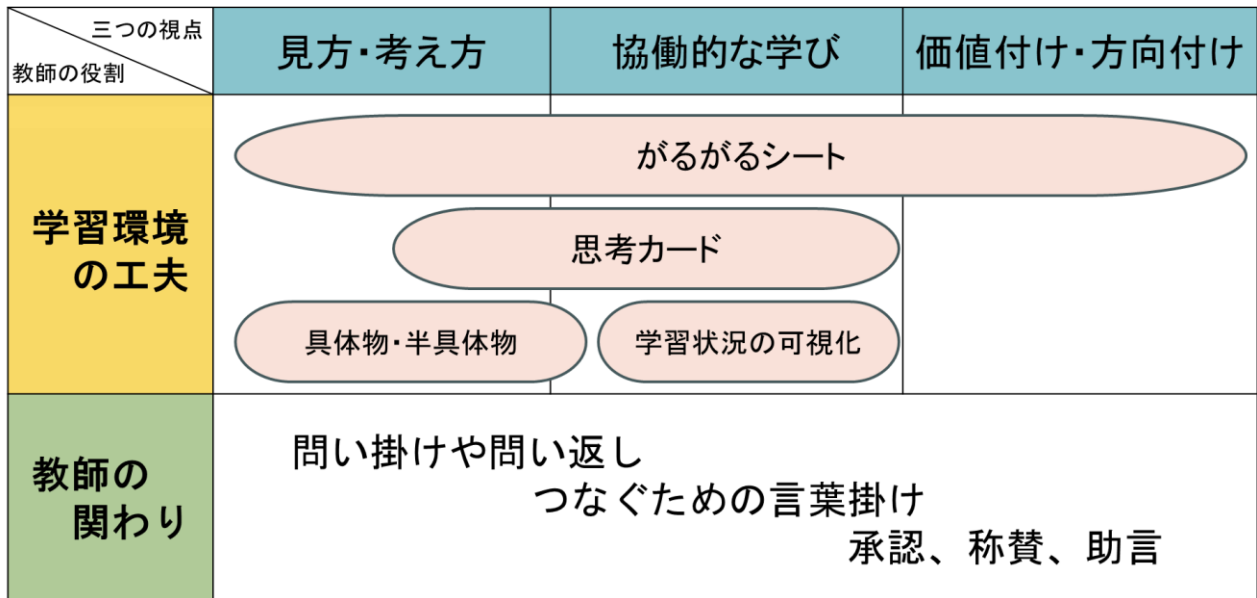 三つの視点
教師の役割
見方・考え方
協働的な学び
価値付け・方向付け
学習環境
の工夫
がるがるシート
思考カード
具体物・半具体物
学習状況の可視化
教師の
関わり
問い掛けや問い返し
つなぐための言葉掛け
承認、称賛、助言